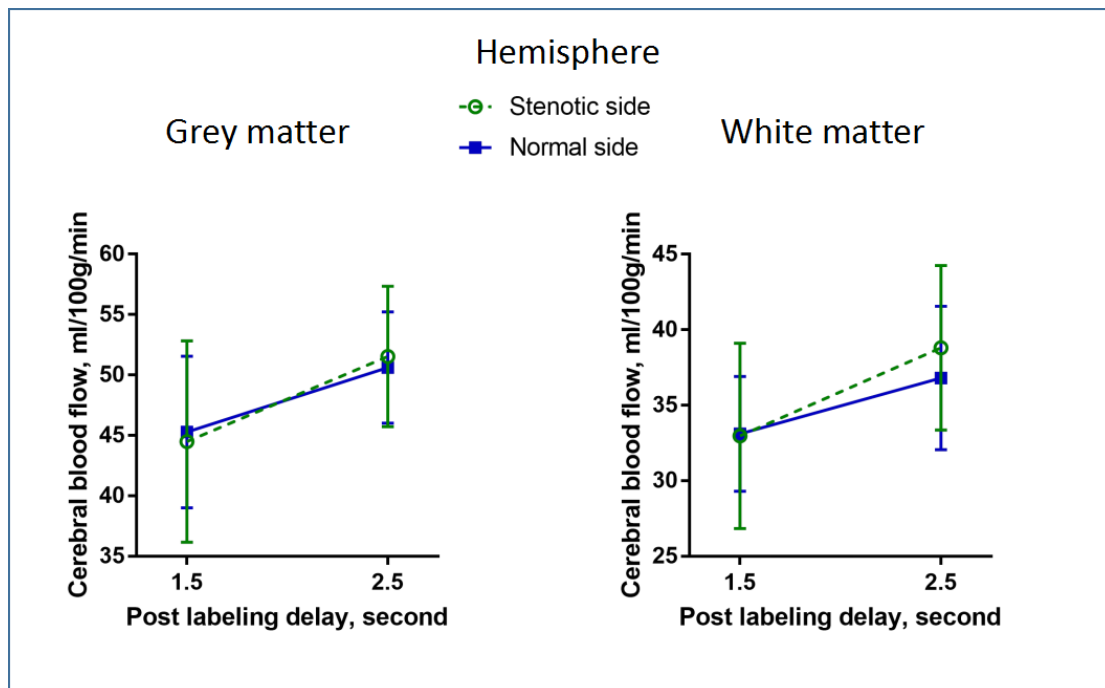 Hemisphere
Stenotic side
Normal side
Grey matter
White matter
Cerebral blood flow, ml/100g/min
60
55
50
45
40
35
1.5
2.5
Post labeling delay, second
Cerebral blood flow, ml/100g/min
45
40
35
30
25
1.5
2.5
Post labeling delay, second